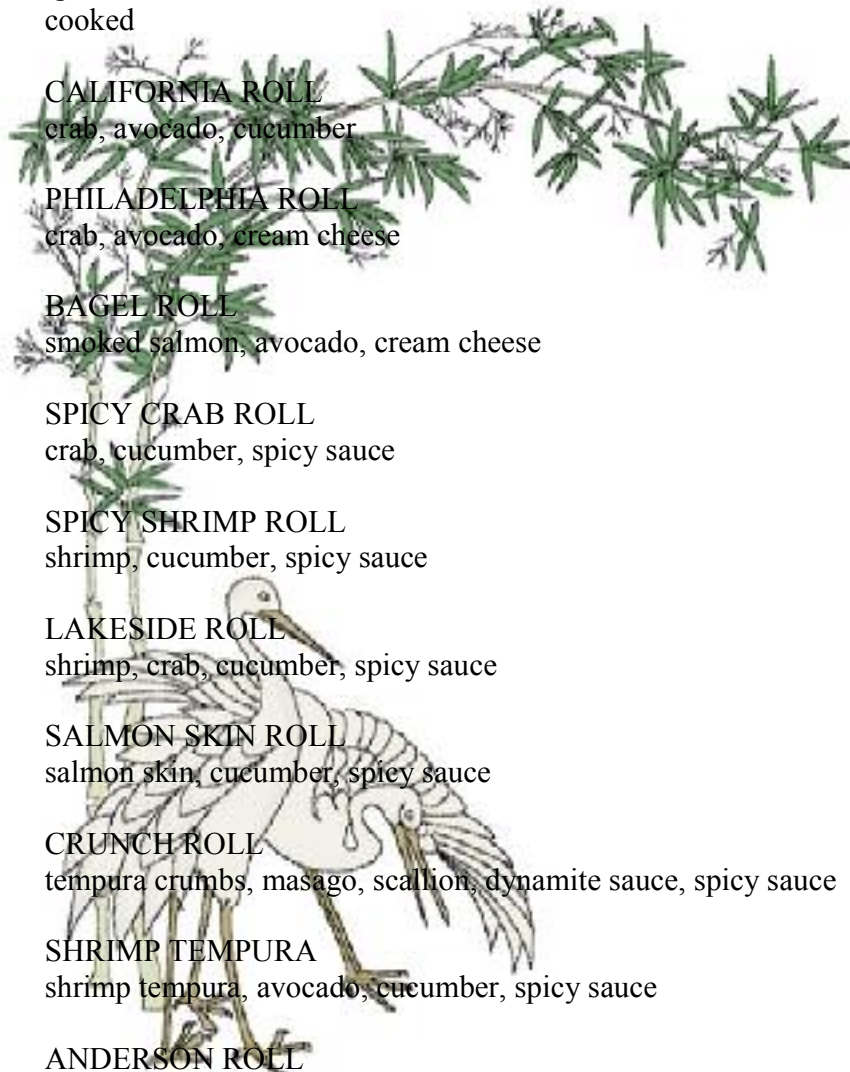 cooked
CALIFORNIA ROLL
crab, avocado, cucumber
PHILADELPHIA ROLL
crab, avocado, cream cheese
BAGEL ROLL
smoked salmon, avocado, cream cheese
SPICY CRAB ROLL
crab, cucumber, spicy sauce
SPICY SHRIMP ROLL
shrimp, cucumber, spicy sauce
LAKESIDE ROLL
shrimp, crab, cucumber, spicy sauce
SALMON SKIN ROLL
salmon skin, cucumber, spicy sauce
CRUNCH ROLL
tempura crumbs, masago, scallion, dynamite sauce, spicy sauce
SHRIMP TEMPURA
shrimp tempura, avocado, cucumber, spicy sauce
ANDERSON ROLL